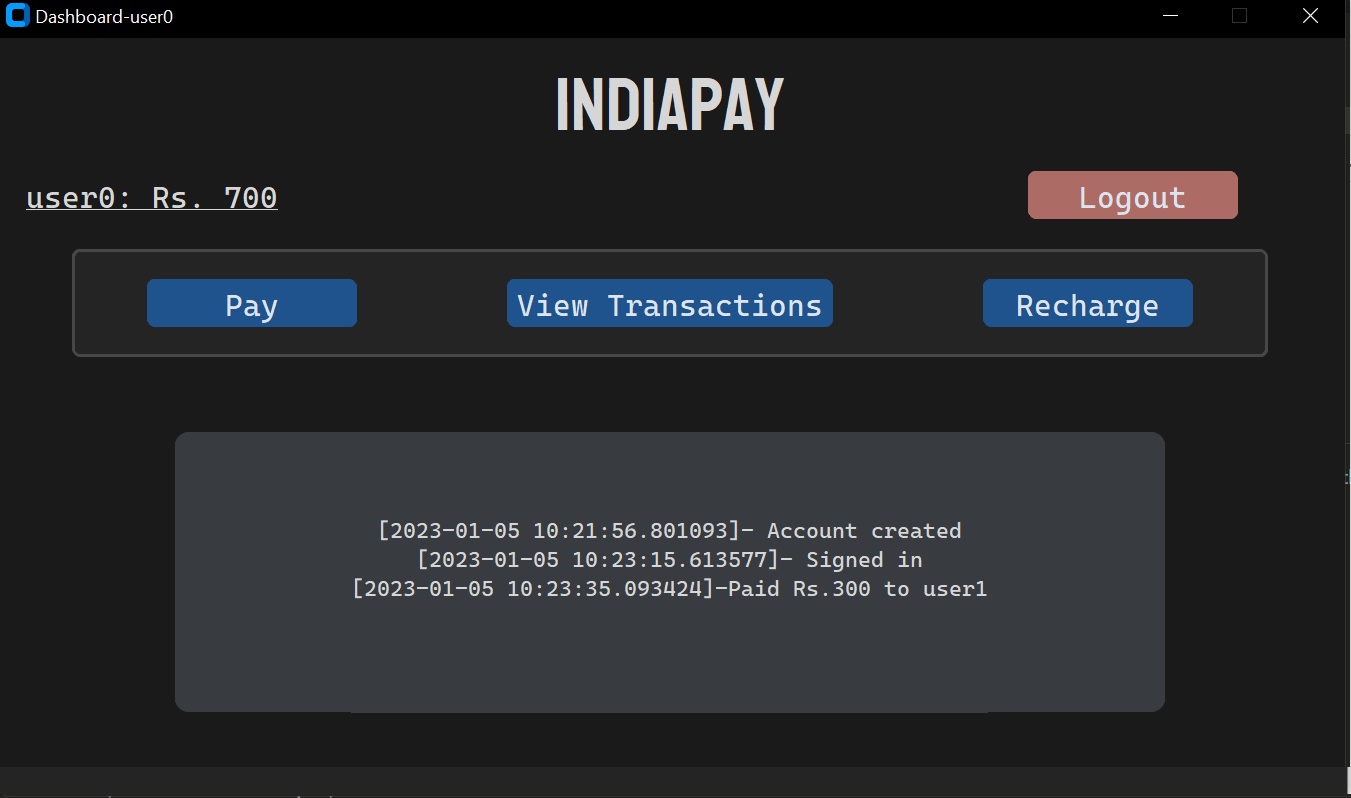 Dashboard-user0
INDIAPAY
user0: Rs. 700
Logout
Pay
View Transactions
Recharge
[2023-01-05 10:21:56.801093]- Account created
[2023-01-05 10:23:15.613577]- Signed in
[2023-01-05 10:23:35.093424]-Paid Rs.300 to user1